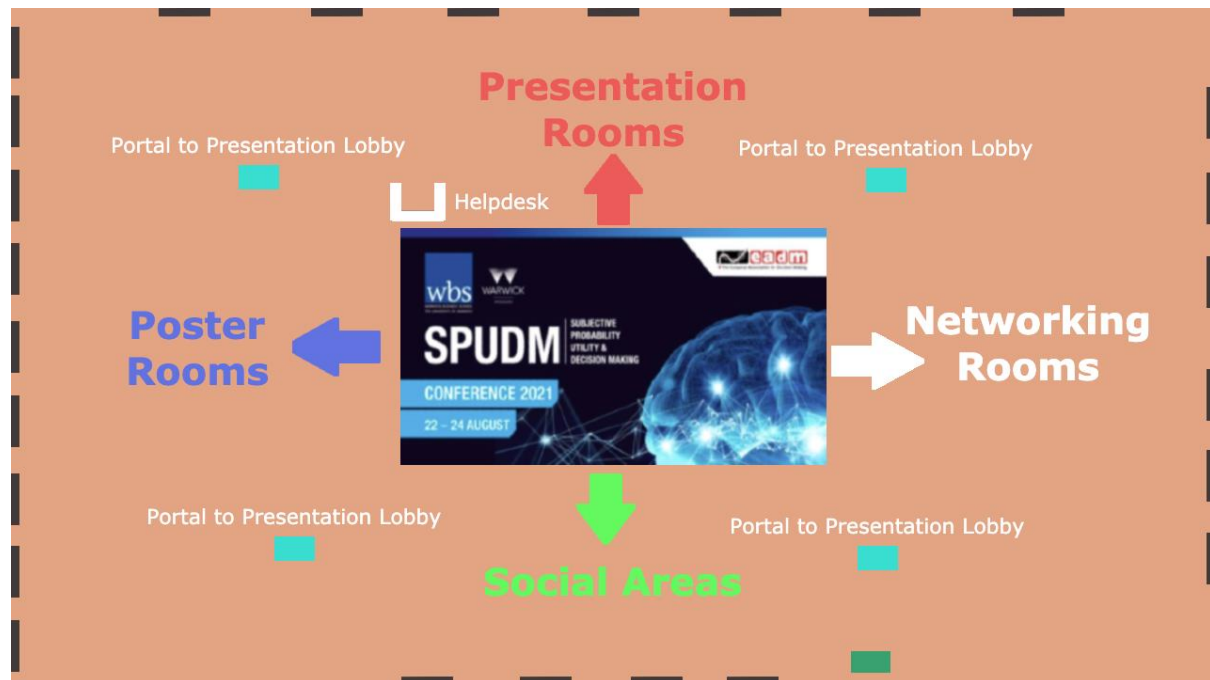 Presentation
Rooms
Portal to Presentation Lobby
Portal to Presentation Lobby
Helpdesk
wbs
WARWICK
eadm
SPUDM
SUBJECTIVE
PROBABILITY
UTILITY &
DECISION MAKING
CONFERENCE 2021
22 – 24 AUGUST
Poster
Rooms
Networking
Rooms
Portal to Presentation Lobby
Portal to Presentation Lobby
Social Areas